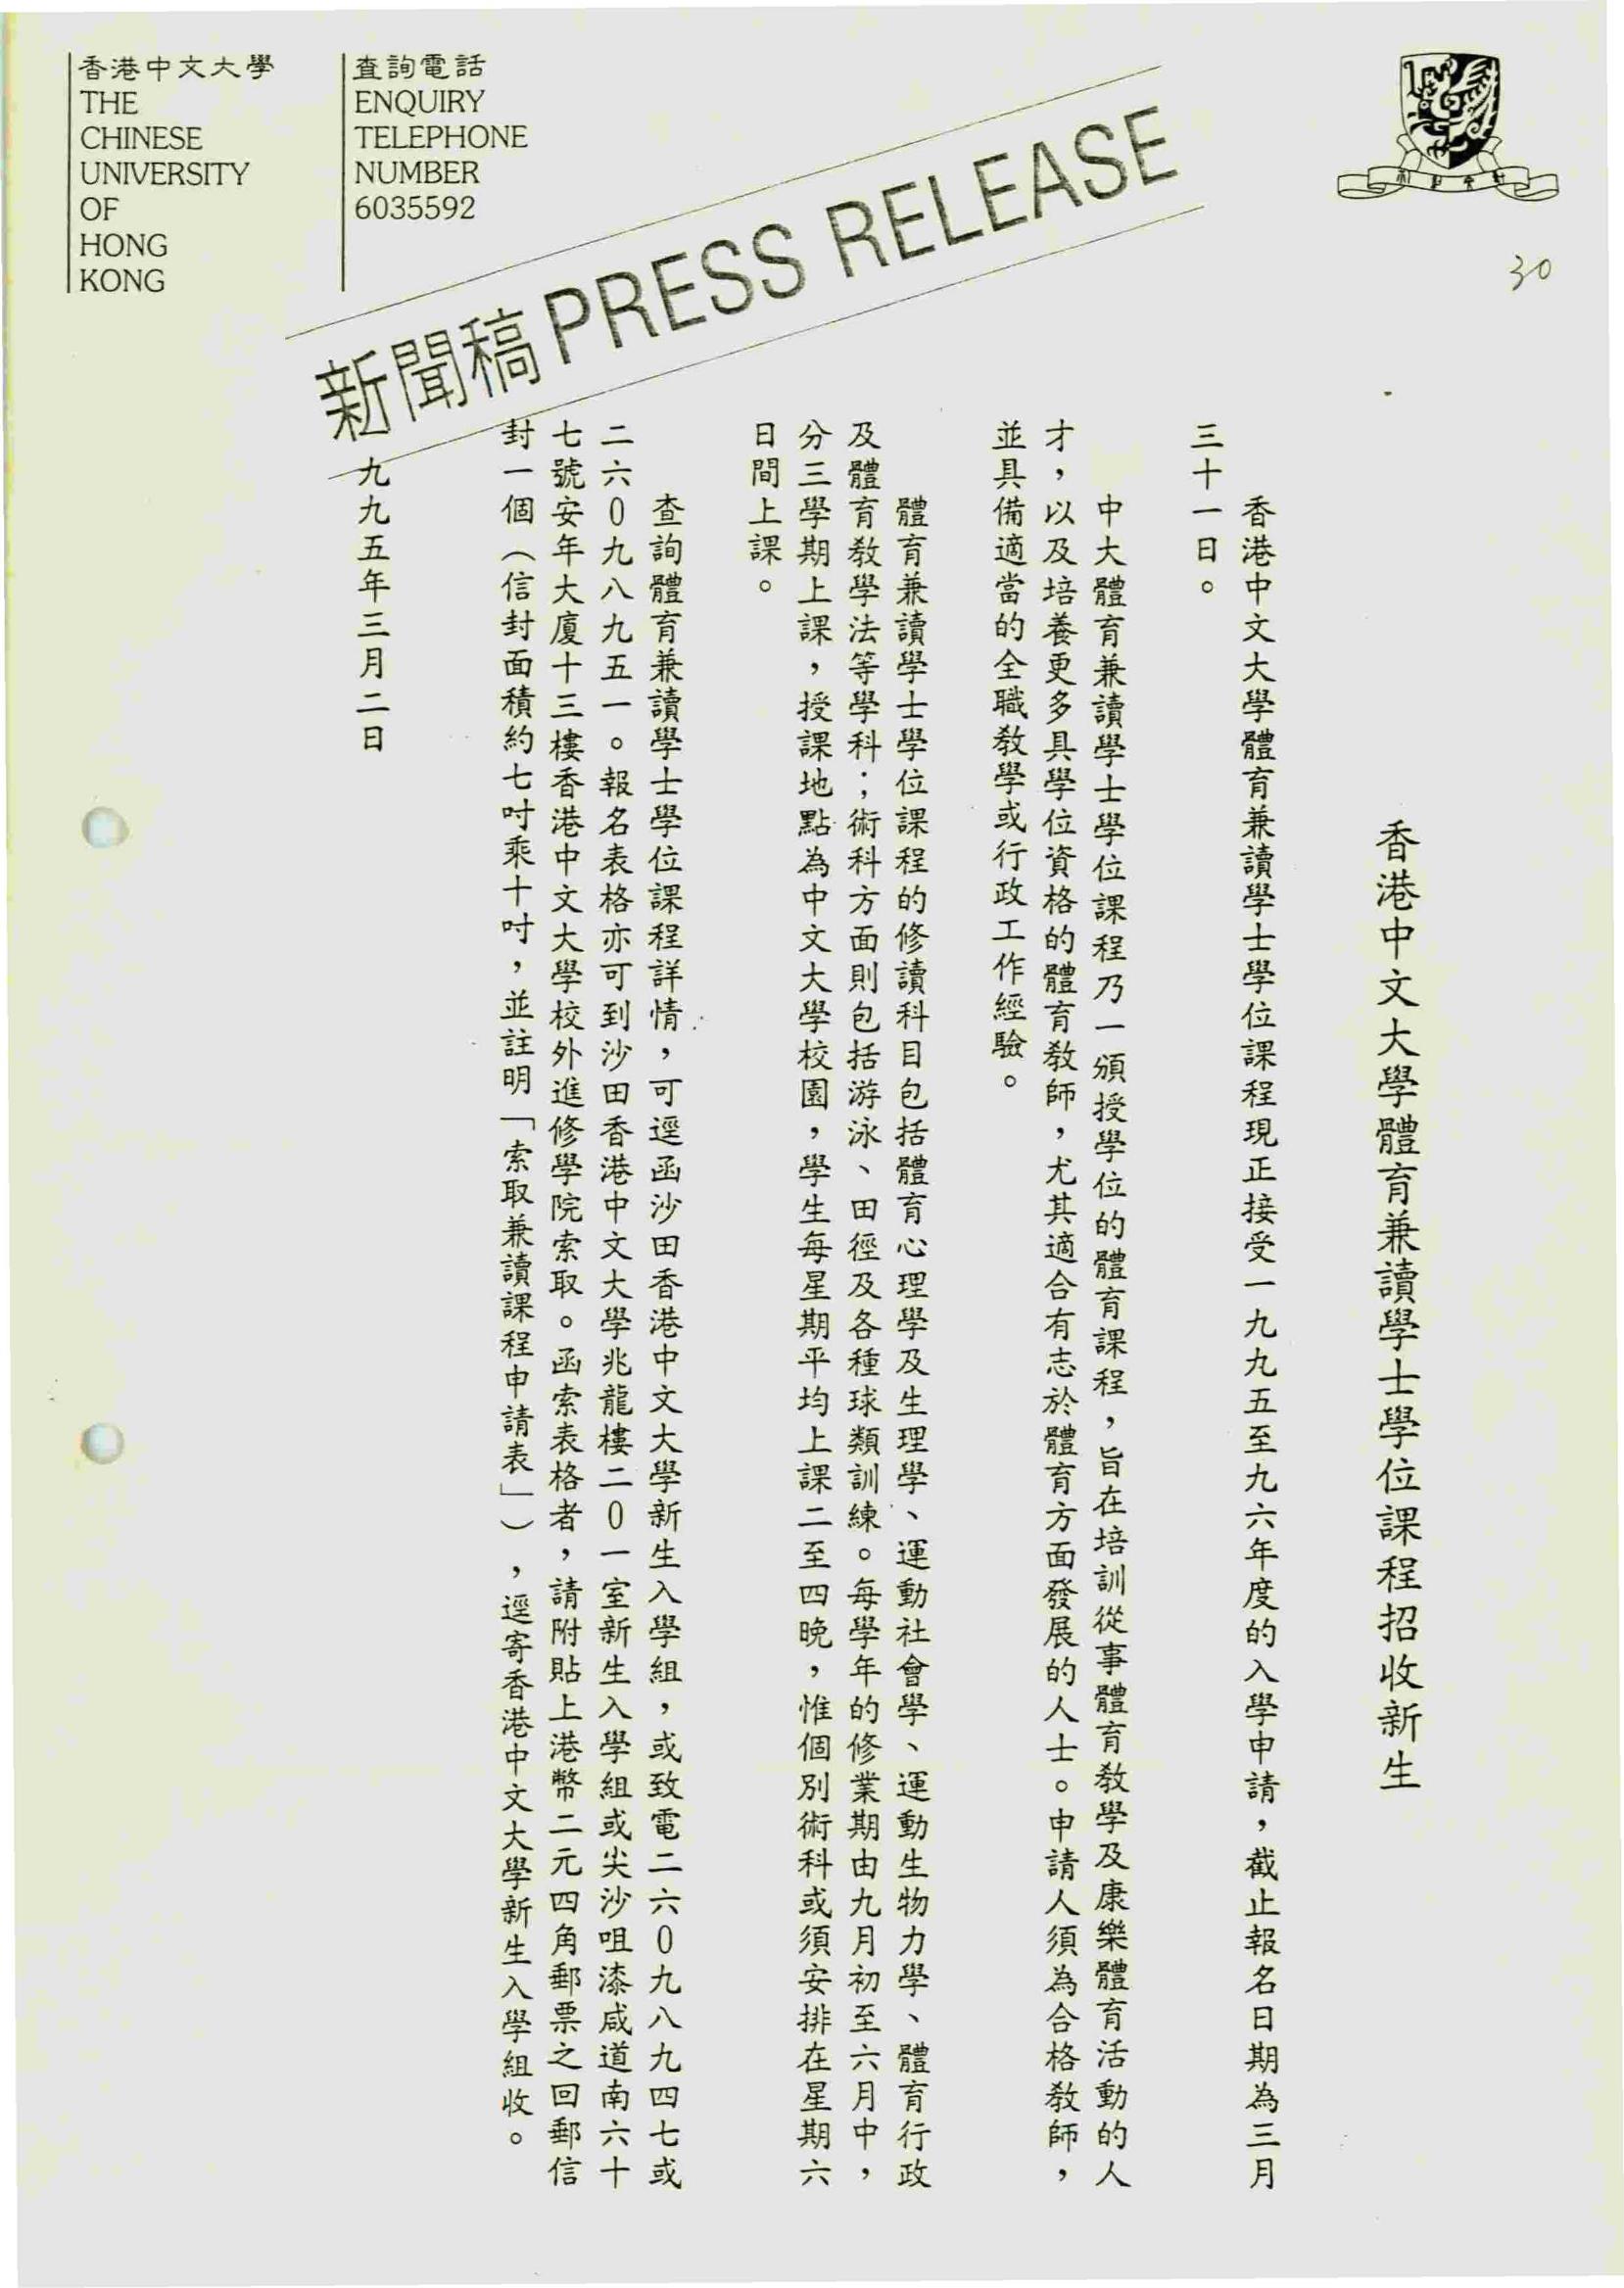 香港中文大學
THE
CHINESE
UNIVERSITY
OF
HONG
KONG
查詢電話
ENQUIRY
TELEPHONE
NUMBER
6035592
新聞稿 PRESS RELEASE
30
香港中文大學體育兼讀學士學位課程招收新生
香港中文大學體育兼讀學士學位課程現正接受一九九五至九六年度的入學申請，截止報名日期為三月
三十一日。
中大體育兼讀學士學位課程乃一頒授學位的體育課程，旨在培訓從事體育教學及康樂體育活動的人
才，以及培養更多具學位資格的體育教師，尤其適合有志於體育方面發展的人士。申請人須為合格教師，
並具備適當的全職教學或行政工作經驗。
體育兼讀學士學位課程的修讀科目包括體育心理學及生理學、運動社會學、運動生物力學、體育行政
及體育教學法等學科；術科方面則包括游泳、田徑及各種球類訓練。每學年的修業期由九月初至六月中，
分三學期上課，授課地點為中文大學校園，學生每星期平均上課二至四晚，惟個別術科或須安排在星期六
日間上課。
查詢體育兼讀學士學位課程詳情，可逕函沙田香港中文大學新生入學組，或致電二六0九八九四七或
二六0九八九五一。報名表格亦可到沙田香港中文大學兆龍樓二0一室新生入學組或尖沙咀漆咸道南六十
七號安年大廈十三樓香港中文大學校外進修學院索取。函索表格者，請附貼上港幣二元四角郵票之回郵信
封一個（信封面積約七吋乘十吋，並註明「索取兼讀課程申請表」），逕寄香港中文大學新生入學組收。
九九五年三月二日